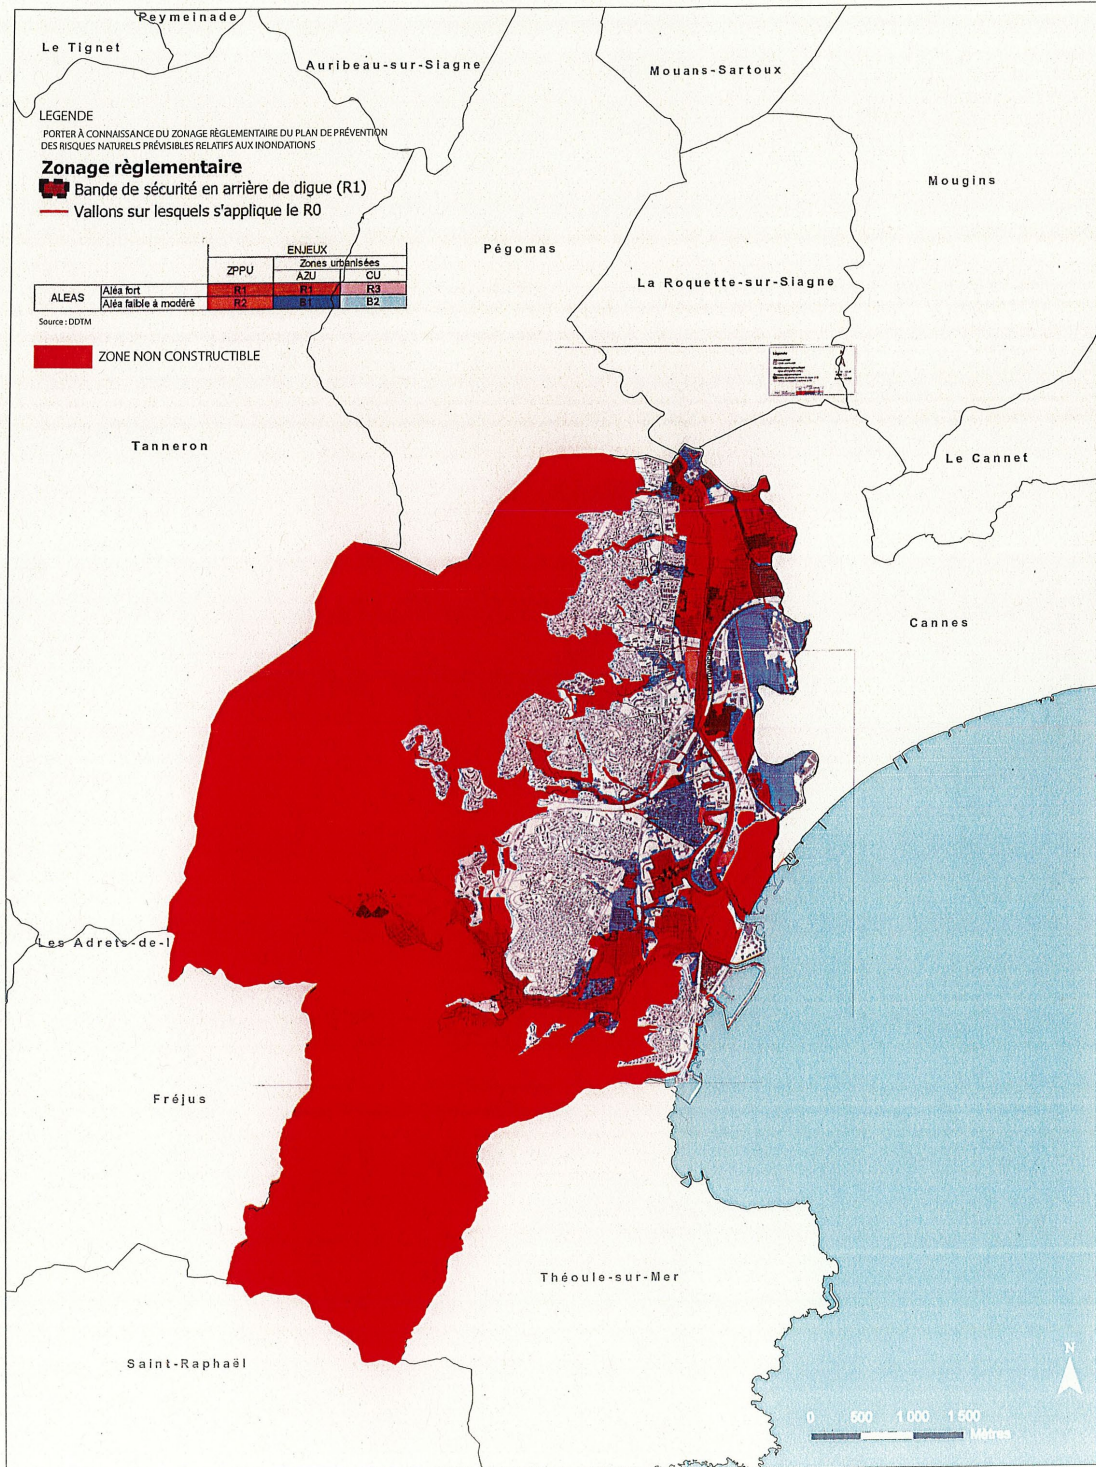 Peymeinade
Le Tignet
Auribeau-sur-Siagne
Mouans-Sartoux
LEGENDE
PORTER À CONNAISSANCE DU ZONAGE RÈGLEMENTAIRE DU PLAN DE PRÉVENTION
DES RISQUES NATURELS PRÉVISIBLES RELATIFS AUX INONDATIONS
Zonage règlementaire
Bande de sécurité en arrière de digue (R1)
Vallons sur lesquels s'applique le R0
Mougins
Pégomas
La Roquette-sur-Siagne
ENJEUX
ZPPU
Zones urbanisées
AZU
CU
ALEAS
Aléa fort
R1
R1
R3
Aléa faible à modéré
R2
B1
B2
Source : DDTM
ZONE NON CONSTRUCTIBLE
Légende
Tanneron
Le Cannet
Cannes
Les Adrets-de-l
Fréjus
Théoule-sur-Mer
Saint-Raphaël
N
0 500 1 000 1 500
Mètres